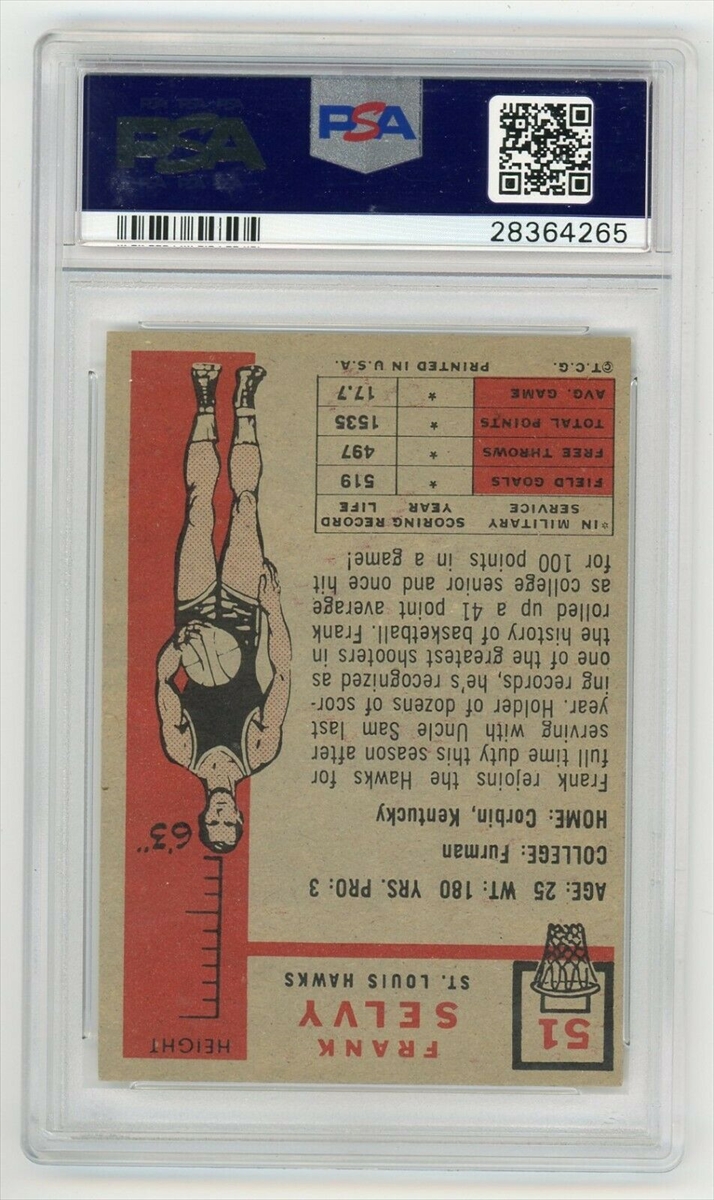 PSA
PSA
28364265
51
FRANK
SELVY
ST. LOUIS HAWKS
HEIGHT
6'3"
AGE: 25 WT: 180 YRS. PRO: 3
COLLEGE: Furman
HOME: Corbin, Kentucky
Frank rejoins the Hawks for
full time duty this season after
serving with Uncle Sam last
year. Holder of dozens of scor-
ing records, he's recognized as
one of the greatest shooters in
the history of basketball. Frank
rolled up a 41 point average
as college senior and once hit
for 100 points in a game!
*IN MILITARY SERVICE SCORING RECORD YEAR LIFE
FIELD GOALS * 519
FREE THROWS * 497
TOTAL POINTS * 1535
AVG. GAME * 17.7
©T.C.G. PRINTED IN U.S.A.